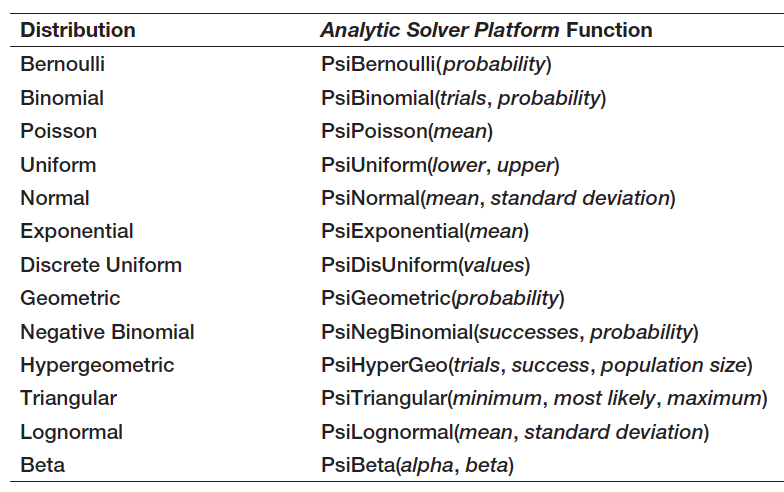 Distribution Analytic Solver Platform Function
Bernoulli PsiBernoulli(probability)
Binomial PsiBinomial(trials, probability)
Poisson PsiPoisson(mean)
Uniform PsiUniform(lower, upper)
Normal PsiNormal(mean, standard deviation)
Exponential PsiExponential(mean)
Discrete Uniform PsiDisUniform(values)
Geometric PsiGeometric(probability)
Negative Binomial PsiNegBinomial(successes, probability)
Hypergeometric PsiHyperGeo(trials, success, population size)
Triangular PsiTriangular(minimum, most likely, maximum)
Lognormal PsiLognormal(mean, standard deviation)
Beta PsiBeta(alpha, beta)